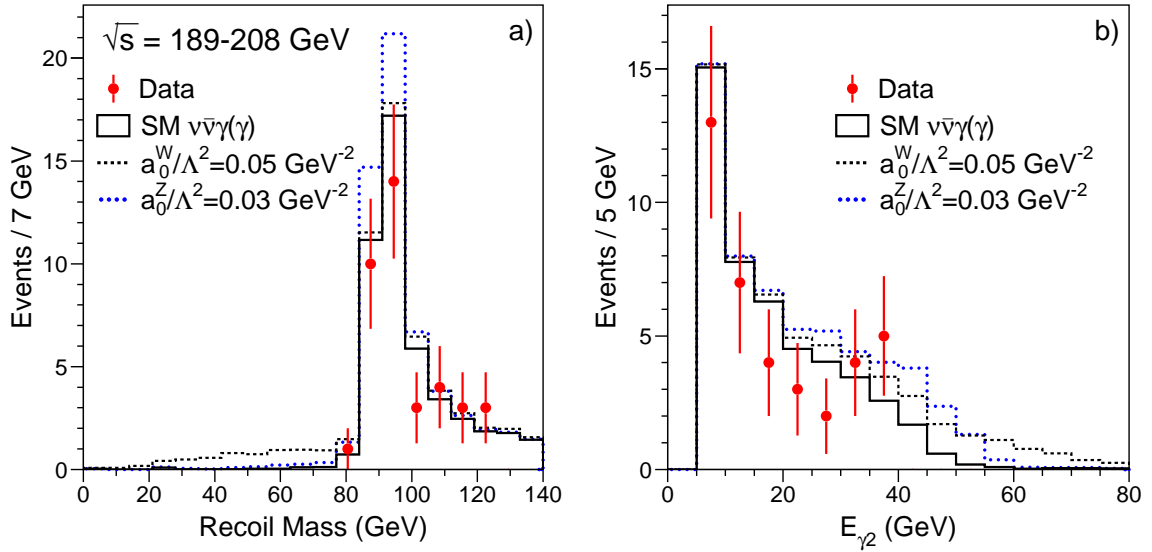 √s = 189-208 GeV
a)
Data
SM νν̄γ(γ)
a₀ᵂ/Λ²=0.05 GeV⁻²
a₀ᶻ/Λ²=0.03 GeV⁻²
Events / 7 GeV
20
15
10
5
0
0 20 40 60 80 100 120 140
Recoil Mass (GeV)
b)
Data
SM νν̄γ(γ)
a₀ᵂ/Λ²=0.05 GeV⁻²
a₀ᶻ/Λ²=0.03 GeV⁻²
Events / 5 GeV
15
10
5
0
0 20 40 60 80
E_γ2 (GeV)